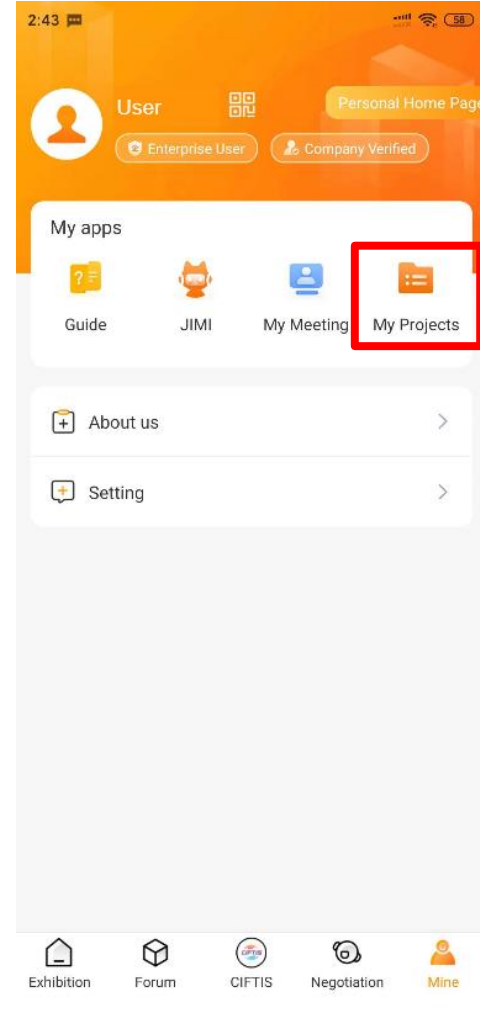 2:43
58
User
Personal Home Page
Enterprise User
Company Verified
My apps
Guide
JIMI
My Meeting
My Projects
About us
Setting
CIFTIS
Exhibition
Forum
CIFTIS
Negotiation
Mine